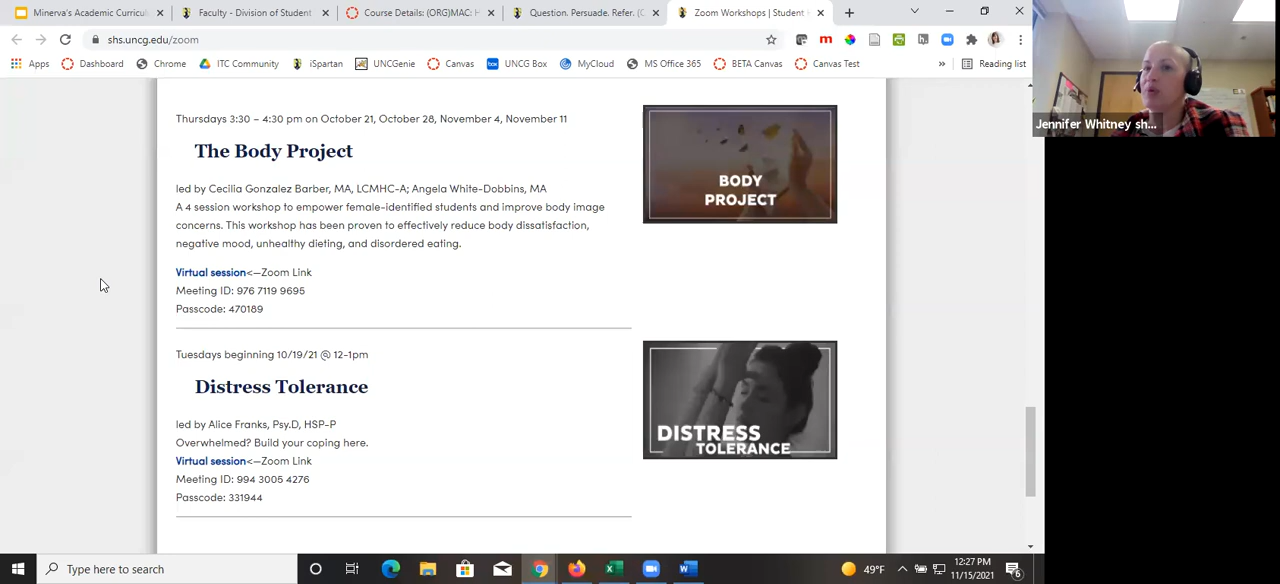 Minerva's Academic Curricul
Faculty - Division of Student
Course Details: (ORG)MAC: H
Question. Persuade. Refer. (C
Zoom Workshops | Student H
shs.uncg.edu/zoom
Apps
Dashboard
Chrome
ITC Community
iSpartan
UNCGenie
Canvas
UNCG Box
MyCloud
MS Office 365
BETA Canvas
Canvas Test
»
Reading list
Jennifer Whitney sh...
Thursdays 3:30 – 4:30 pm on October 21, October 28, November 4, November 11
The Body Project
led by Cecilia Gonzalez Barber, MA, LCMHC-A; Angela White-Dobbins, MA
A 4 session workshop to empower female-identified students and improve body image
concerns. This workshop has been proven to effectively reduce body dissatisfaction,
negative mood, unhealthy dieting, and disordered eating.
Virtual session<—Zoom Link
Meeting ID: 976 7119 9695
Passcode: 470189
BODY
PROJECT
Tuesdays beginning 10/19/21 @ 12-1pm
Distress Tolerance
led by Alice Franks, Psy.D, HSP-P
Overwhelmed? Build your coping here.
Virtual session<—Zoom Link
Meeting ID: 994 3005 4276
Passcode: 331944
DISTRESS
TOLERANCE
Type here to search
49°F
12:27 PM
11/15/2021
6